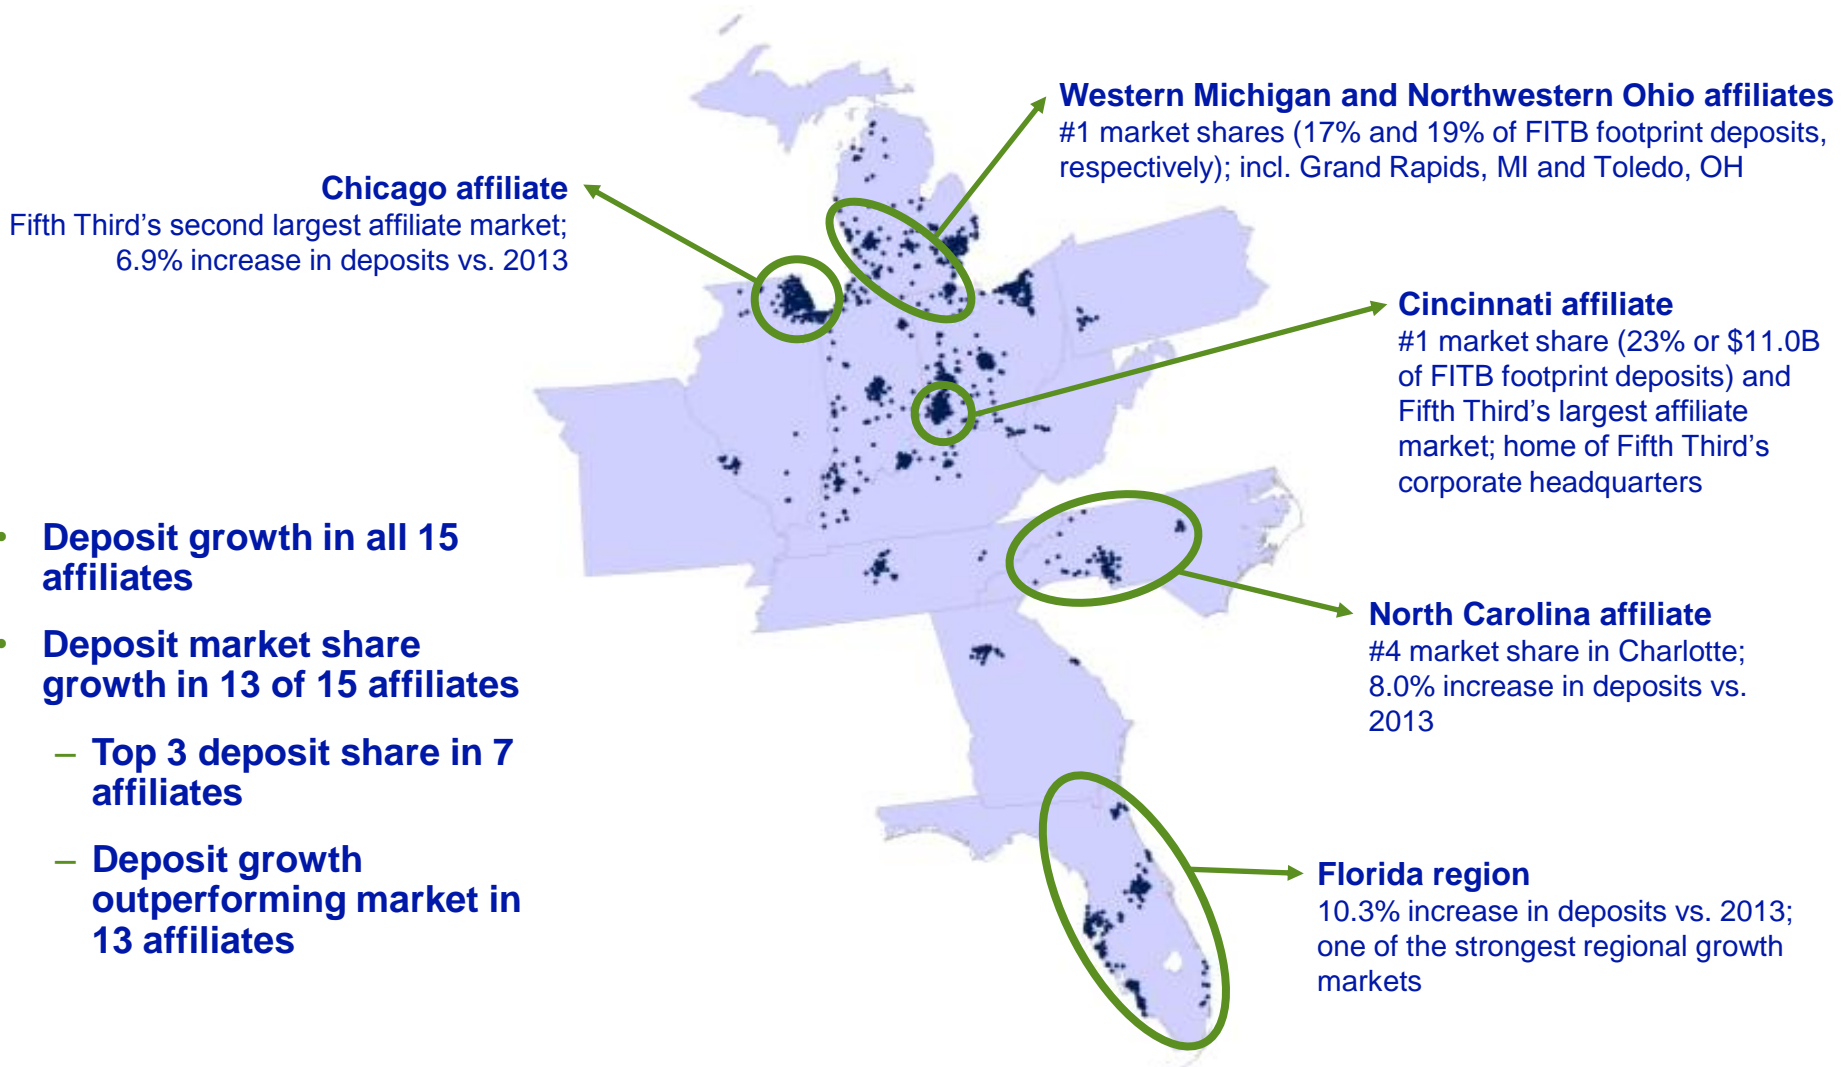 Western Michigan and Northwestern Ohio affiliates
#1 market shares (17% and 19% of FITB footprint deposits,
respectively); incl. Grand Rapids, MI and Toledo, OH
Chicago affiliate
Fifth Third’s second largest affiliate market;
6.9% increase in deposits vs. 2013
Cincinnati affiliate
#1 market share (23% or $11.0B
of FITB footprint deposits) and
Fifth Third’s largest affiliate
market; home of Fifth Third’s
corporate headquarters
• Deposit growth in all 15
affiliates
• Deposit market share
growth in 13 of 15 affiliates
– Top 3 deposit share in 7
affiliates
– Deposit growth
outperforming market in
13 affiliates
North Carolina affiliate
#4 market share in Charlotte;
8.0% increase in deposits vs.
2013
Florida region
10.3% increase in deposits vs. 2013;
one of the strongest regional growth
markets